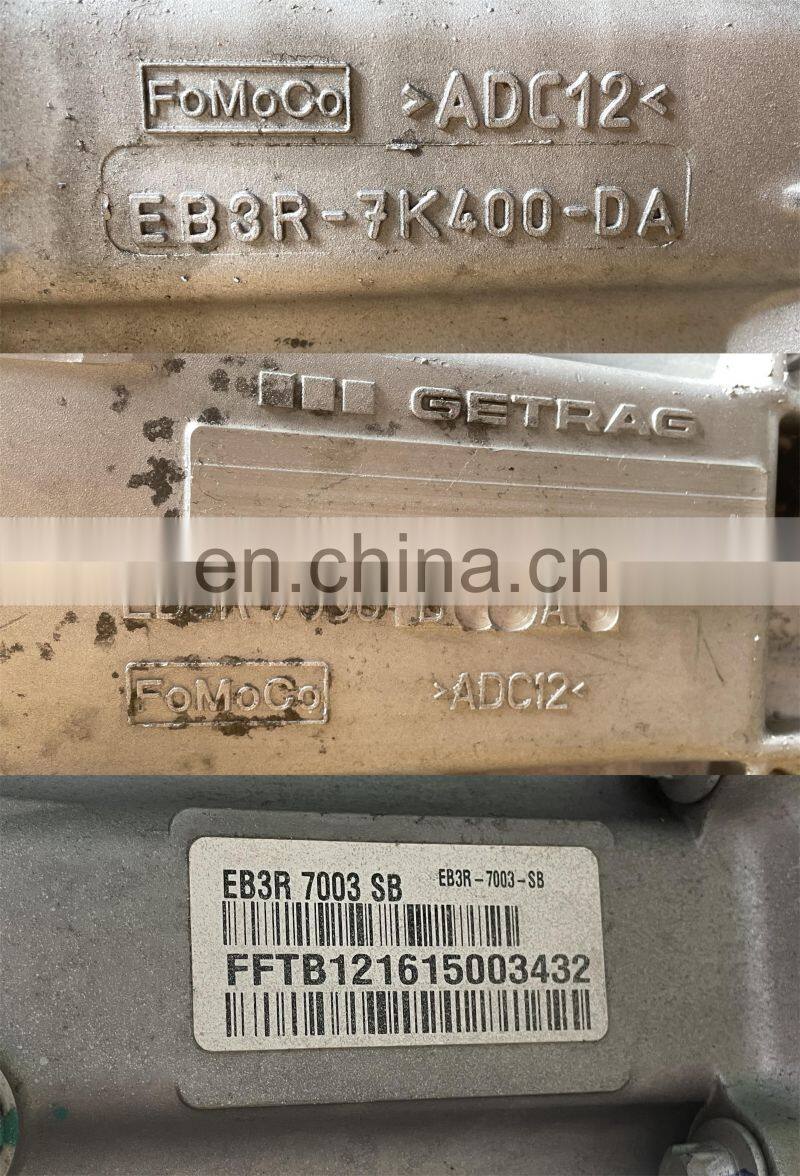 FoMoCo >ADC12<
EB3R-7K400-DA
GETRAG
en.china.cn
FoMoCo >ADC12<
EB3R 7003 SB EB3R-7003-SB
FFTB121615003432